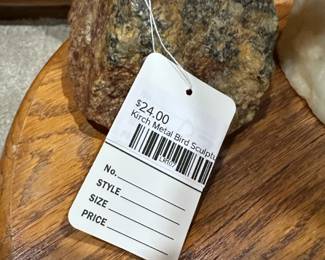 $24.00
Kirch Metal Bird Sculptu
No.
STYLE
SIZE
PRICE